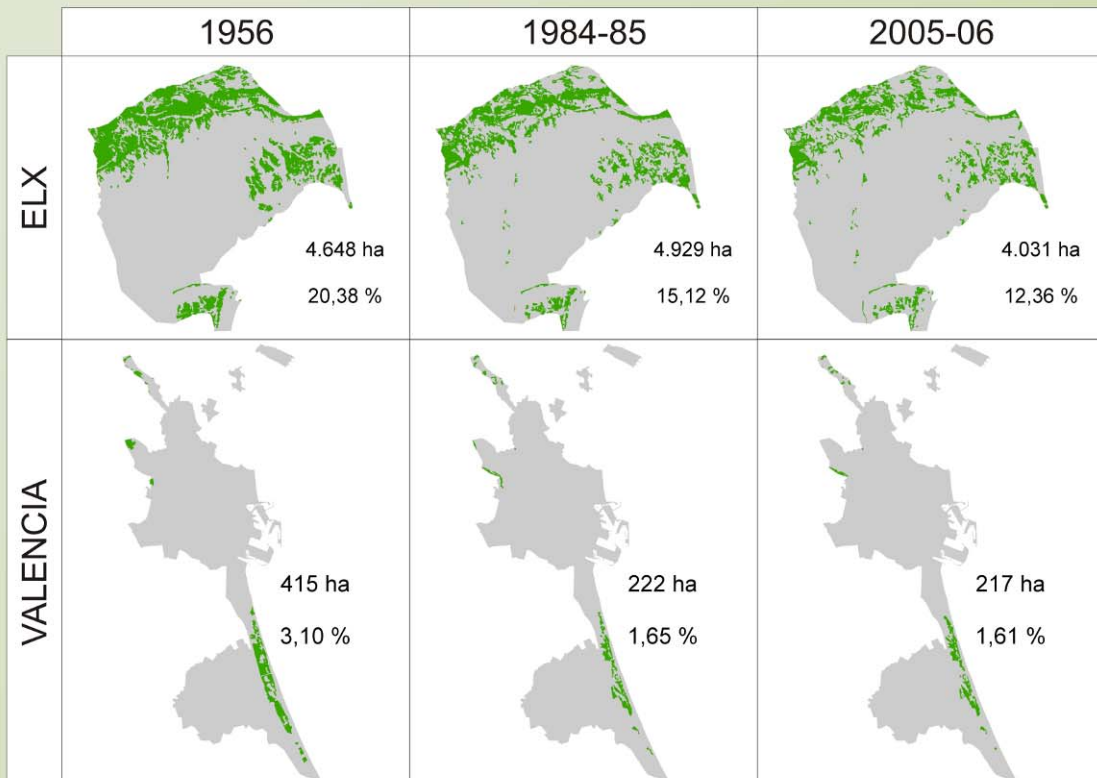 1956
1984-85
2005-06
ELX
4.648 ha
20,38 %
4.929 ha
15,12 %
4.031 ha
12,36 %
VALENCIA
415 ha
3,10 %
222 ha
1,65 %
217 ha
1,61 %